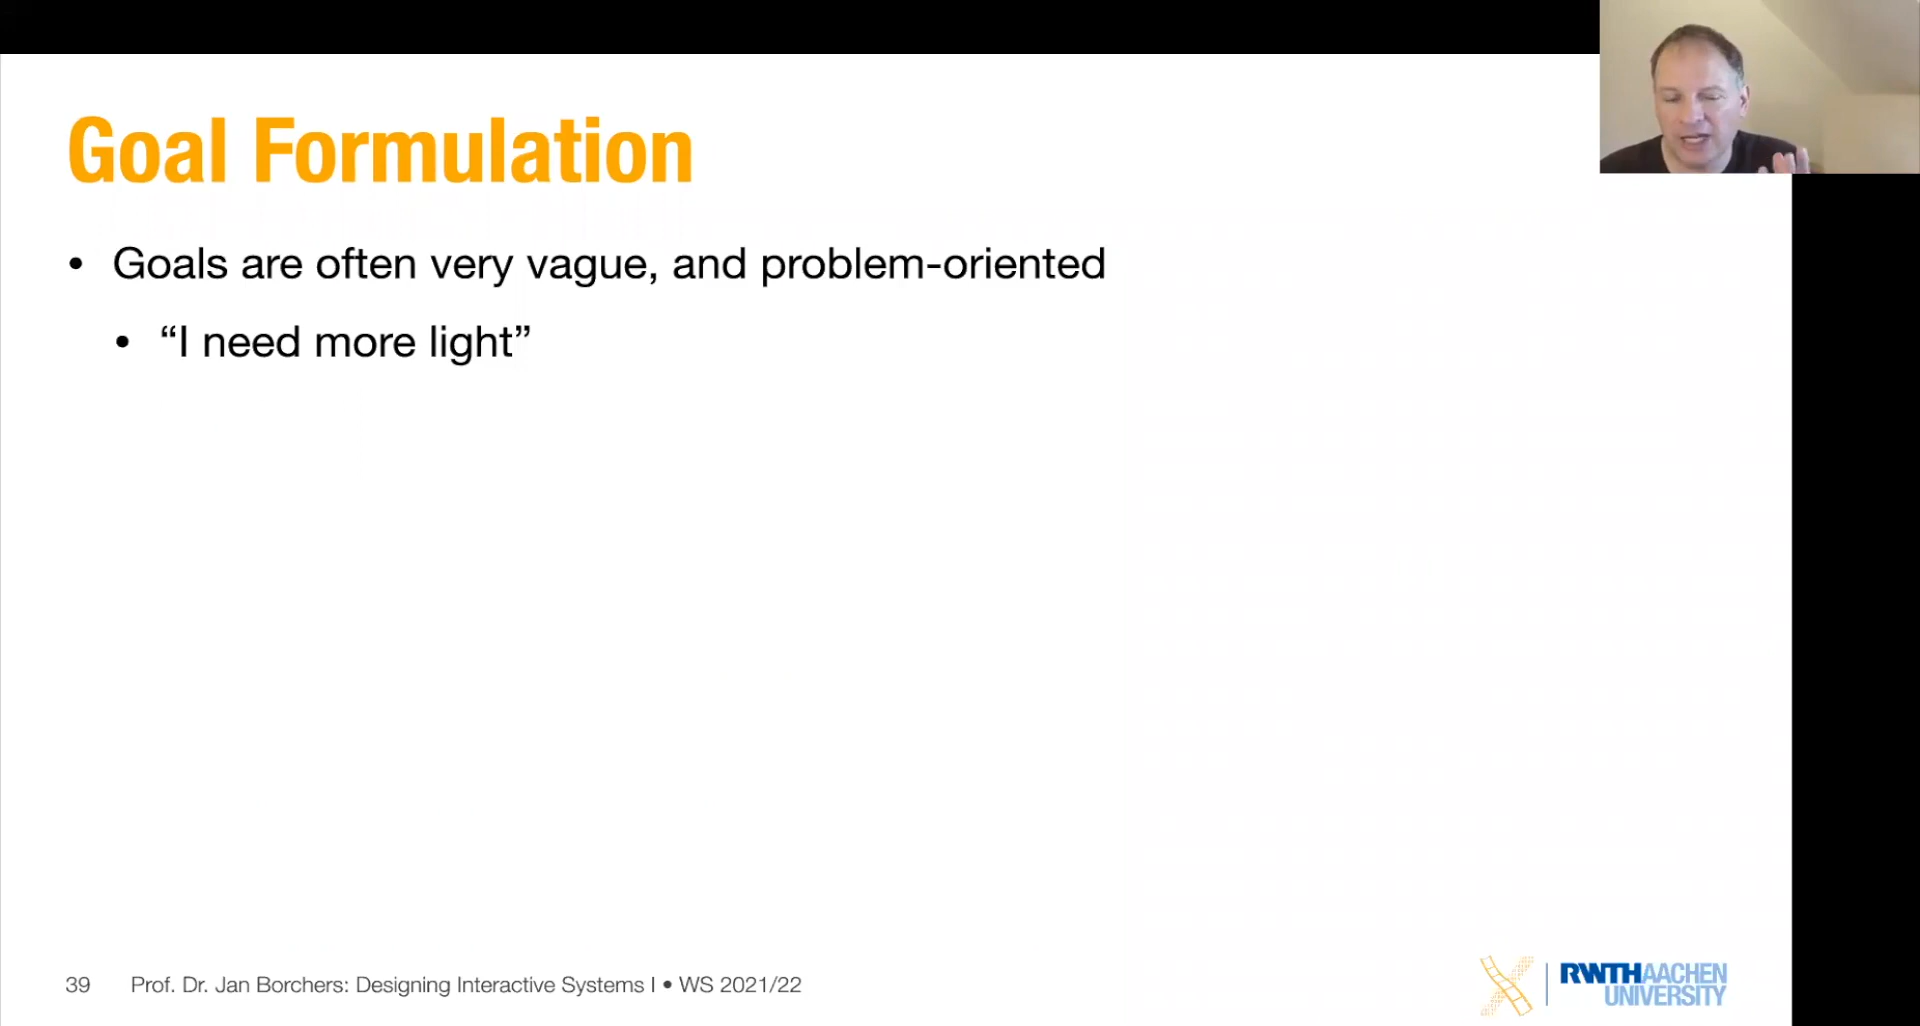 Goal Formulation
• Goals are often very vague, and problem-oriented
• “I need more light”
39 Prof. Dr. Jan Borchers: Designing Interactive Systems I • WS 2021/22
RWTHAACHEN
UNIVERSITY